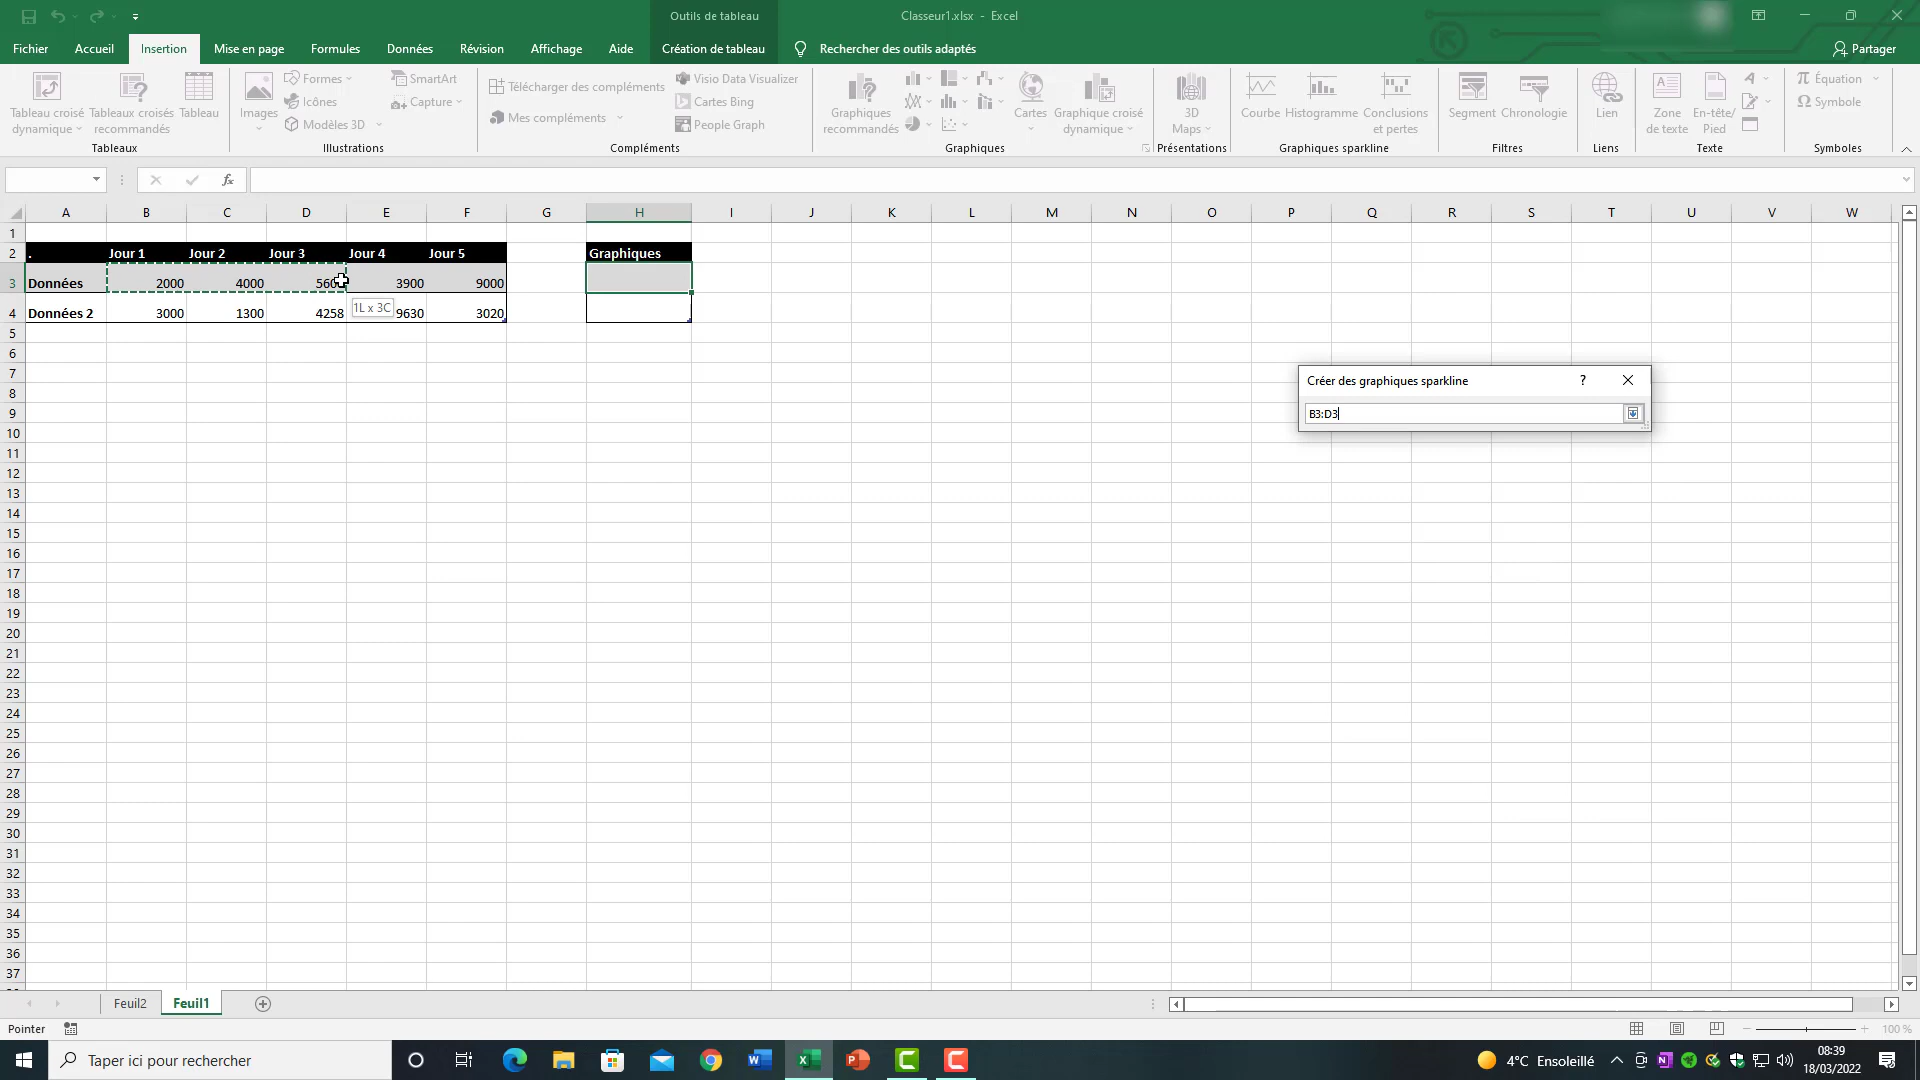 Outils de tableau
Classeur1.xlsx - Excel
Fichier Accueil Insertion Mise en page Formules Données Révision Affichage Aide Création de tableau Rechercher des outils adaptés Partager
Tableau croisé dynamique
Tableaux croisés recommandés
Tableau
Tableaux
Images
Formes
Icônes
Modèles 3D
SmartArt
Capture
Illustrations
Télécharger des compléments
Mes compléments
Visio Data Visualizer
Cartes Bing
People Graph
Compléments
Graphiques recommandés
Cartes
Graphique croisé dynamique
Graphiques
3D Maps
Présentations
Courbe
Histogramme
Conclusions et pertes
Graphiques sparkline
Segment
Chronologie
Filtres
Lien
Liens
Zone de texte
En-tête/ Pied
Texte
Équation
Symbole
Symboles
fx
A B C D E F G H I J K L M N O P Q R S T U V W
1
2 . Jour 1 Jour 2 Jour 3 Jour 4 Jour 5 Graphiques
3 Données 2000 4000 560 3900 9000
1L x 3C
4 Données 2 3000 1300 4258 9630 3020
5
6
7
8
9
10
11
12
13
14
15
16
17
18
19
20
21
22
23
24
25
26
27
28
29
30
31
32
33
34
35
36
37
Créer des graphiques sparkline ?
B3:D3
Feuil2 Feuil1
Pointer
100 %
Taper ici pour rechercher
4°C Ensoleillé
08:39
18/03/2022